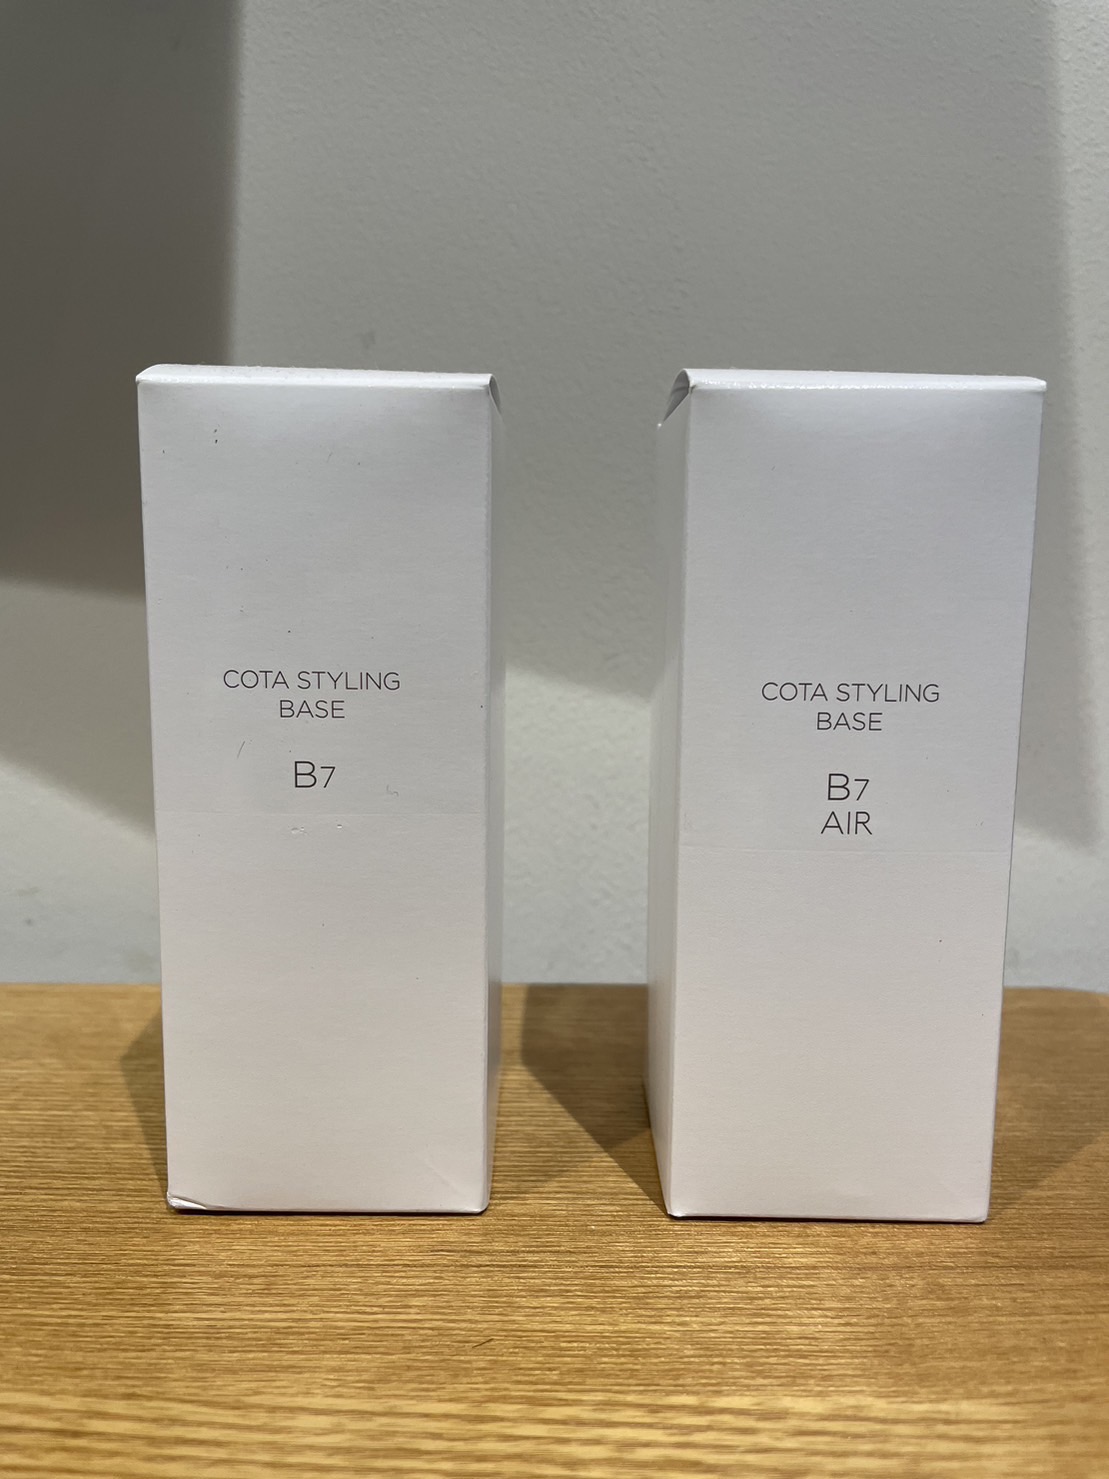 COTA STYLING
BASE
B7
COTA STYLING
BASE
B7
AIR